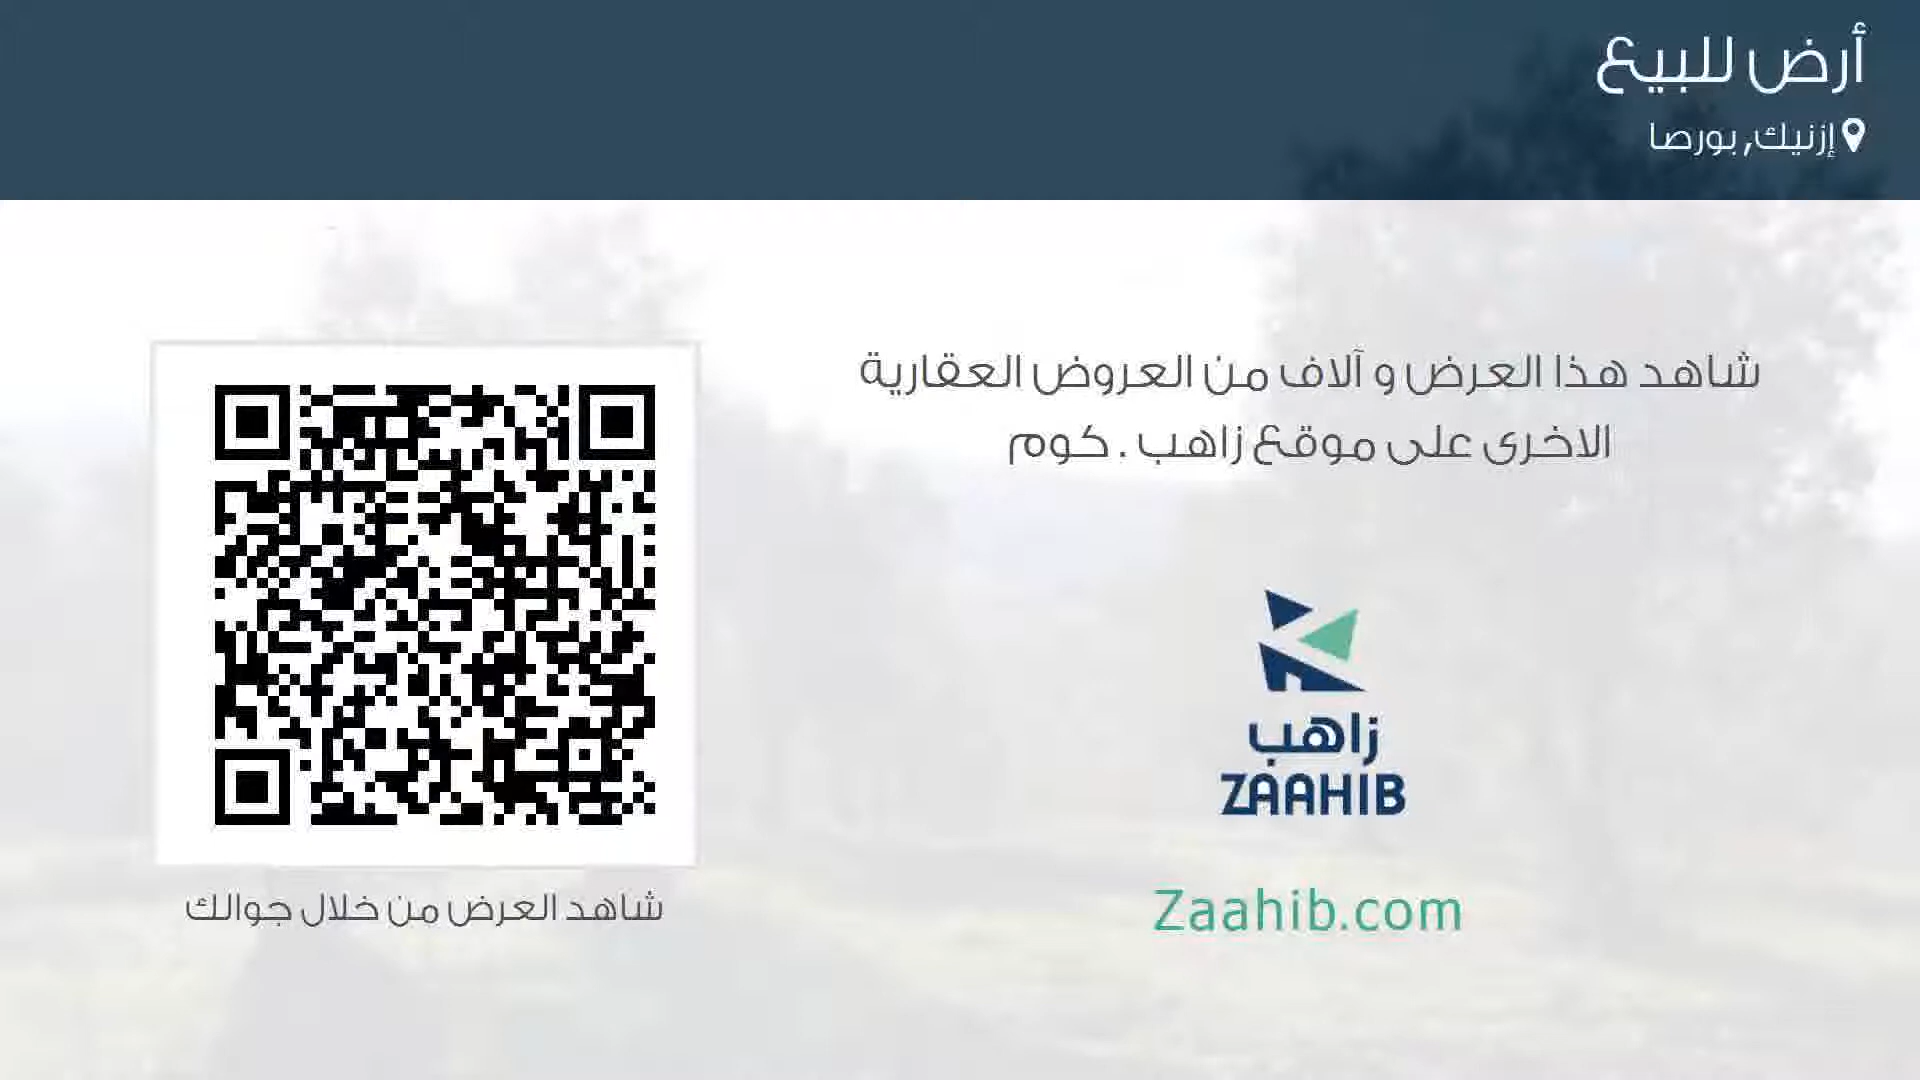 أرض للبيع
إزنيك, بورصا
شاهد هذا العرض و آلاف من العروض العقارية
الاخرى على موقع زاهب . كوم
زاهب
ZAAHIB
Zaahib.com
شاهد العرض من خلال جوالك